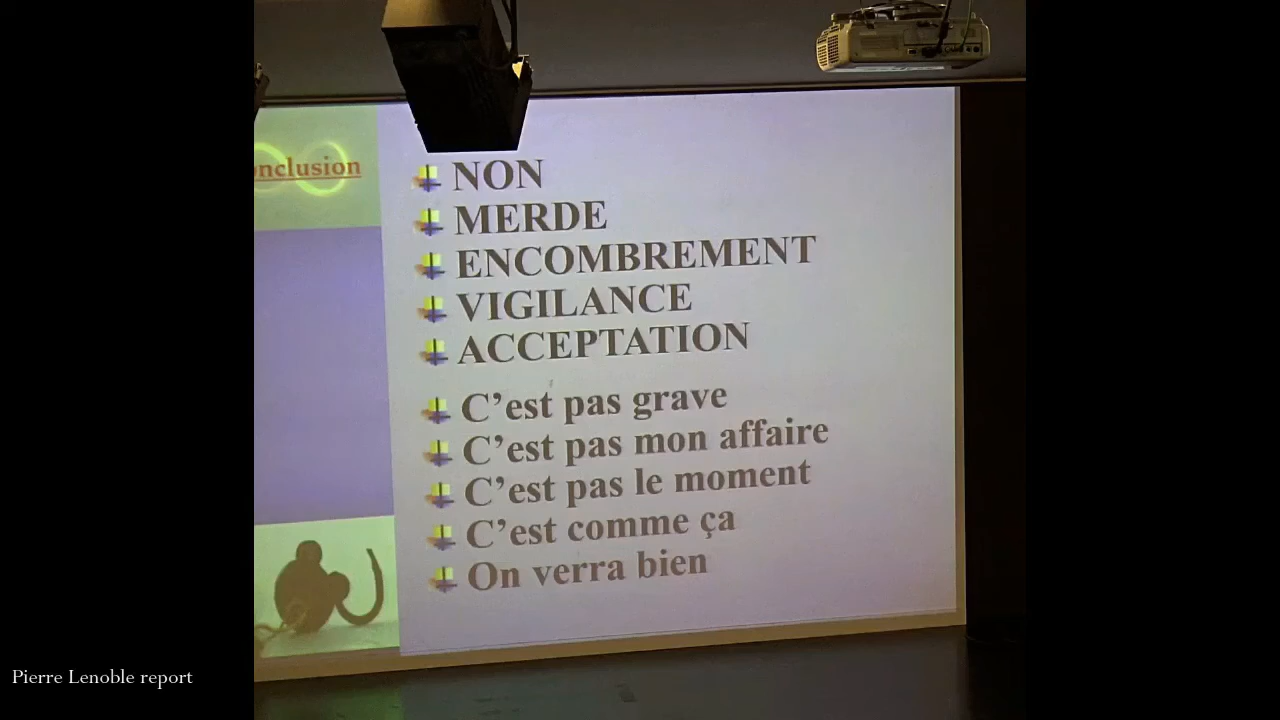 onclusion
NON
MERDE
ENCOMBREMENT
VIGILANCE
ACCEPTATION
C’est pas grave
C’est pas mon affaire
C’est pas le moment
C’est comme ça
On verra bien
Pierre Lenoble report